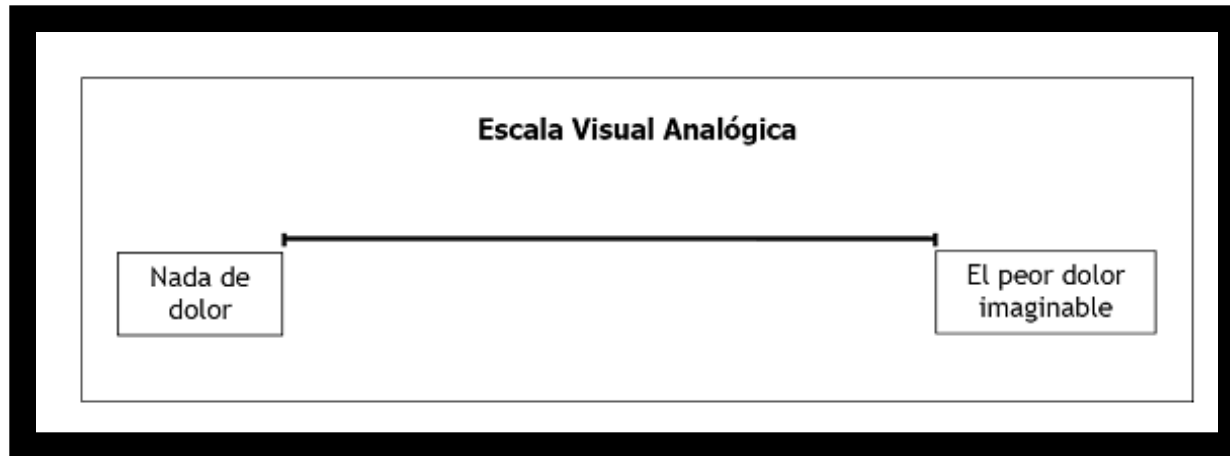 Escala Visual Analógica
Nada de
dolor
El peor dolor
imaginable